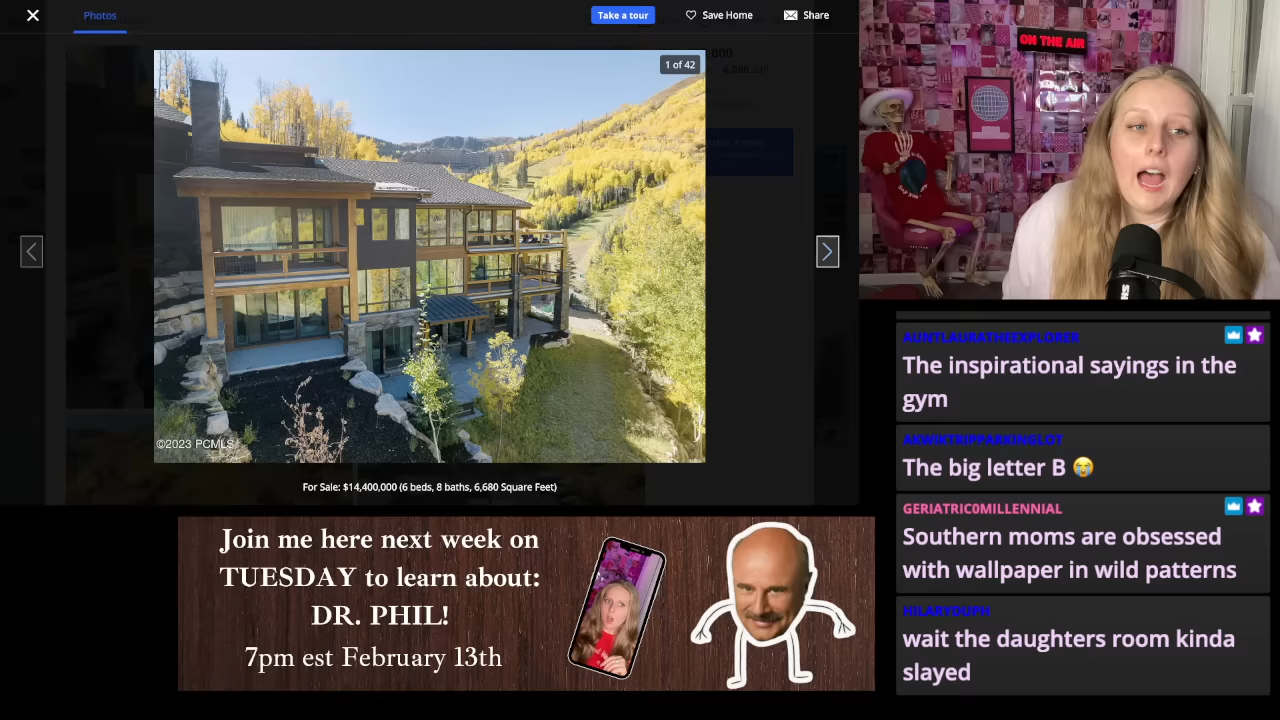 Photos
Take a tour
Save Home
Share
1 of 42
©2023 PCMLS
For Sale: $14,400,000 (6 beds, 8 baths, 6,680 Square Feet)
ON THE AIR
AUNTLAURATHEEXPLORER
The inspirational sayings in the
gym
AKWIKTRIPPARKINGLOT
The big letter B 😭
GERIATRIC0MILLENNIAL
Southern moms are obsessed
with wallpaper in wild patterns
HILARYDUPH
wait the daughters room kinda
slayed
Join me here next week on
TUESDAY to learn about:
DR. PHIL!
7pm est February 13th